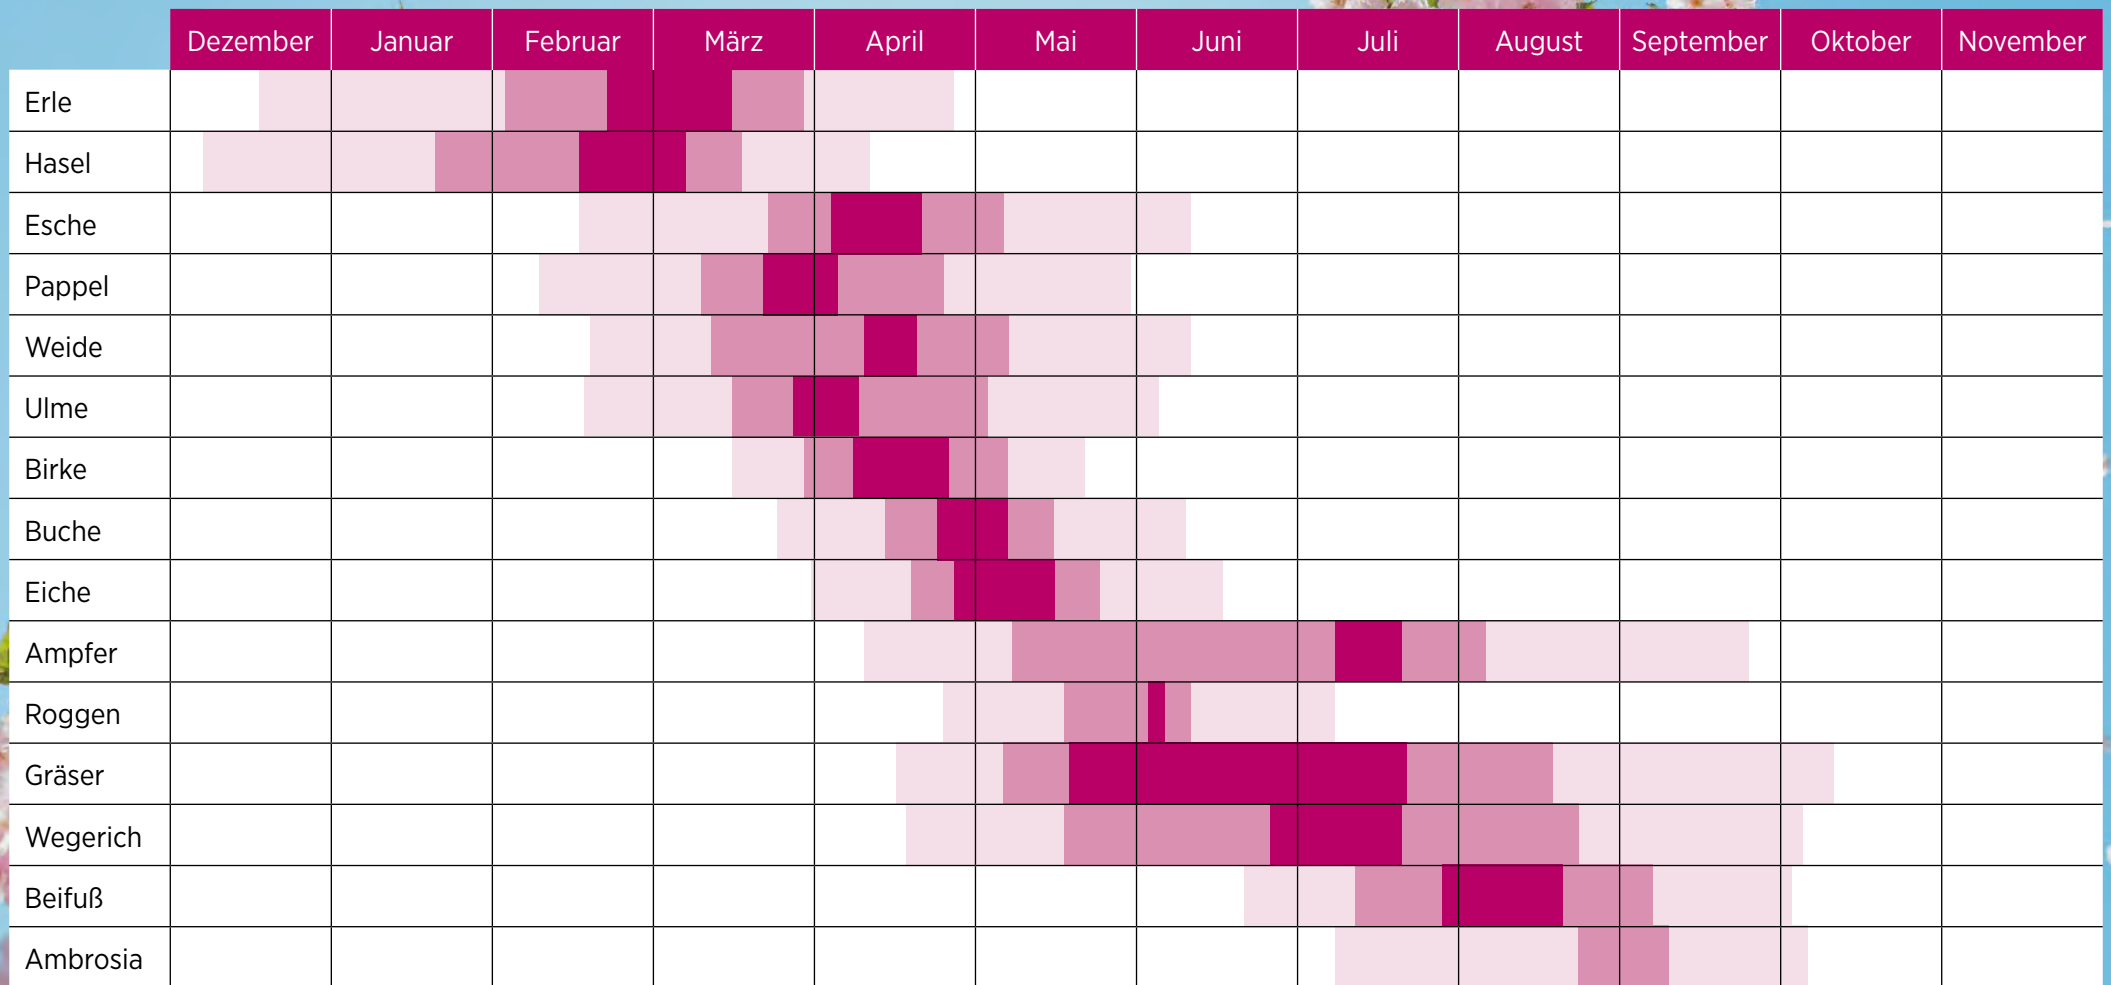 Dezember Januar Februar März April Mai Juni Juli August September Oktober November
Erle
Hasel
Esche
Pappel
Weide
Ulme
Birke
Buche
Eiche
Ampfer
Roggen
Gräser
Wegerich
Beifuß
Ambrosia